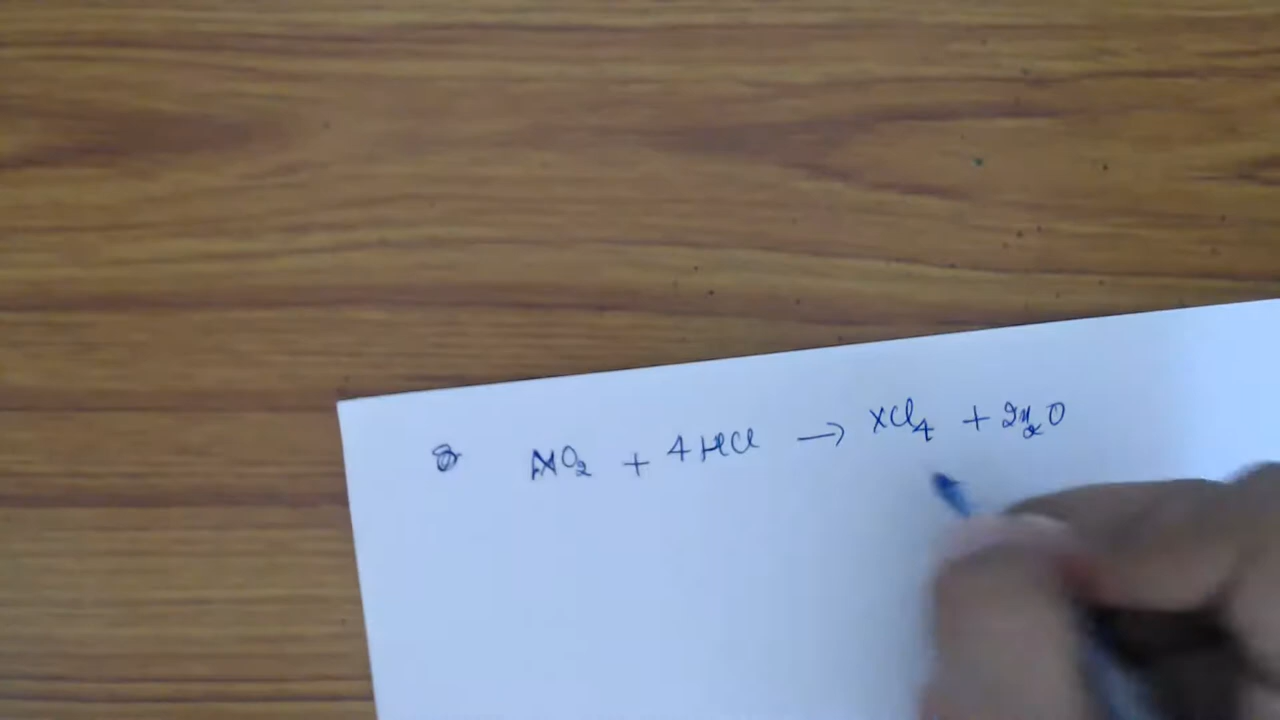 XO₂ + 4HCl → XCl₄ + 2H₂O